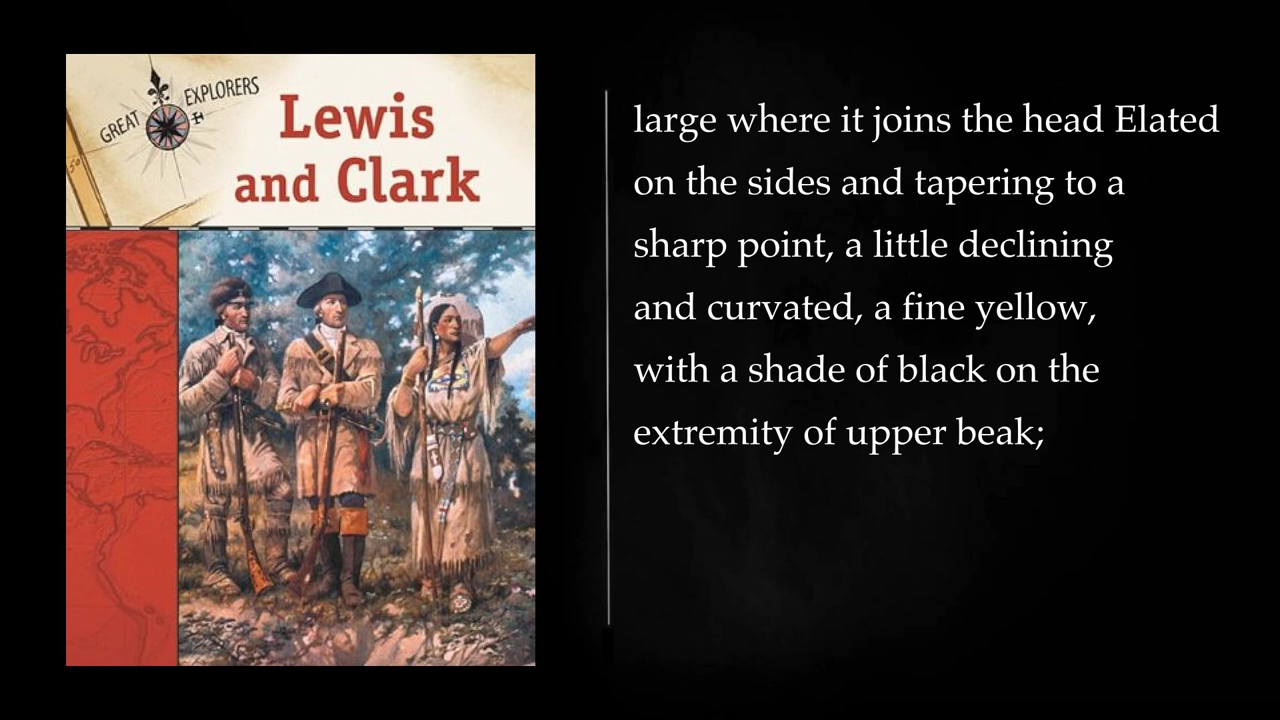 GREAT EXPLORERS
Lewis
and Clark
50
large where it joins the head Elated
on the sides and tapering to a
sharp point, a little declining
and curvated, a fine yellow,
with a shade of black on the
extremity of upper beak;